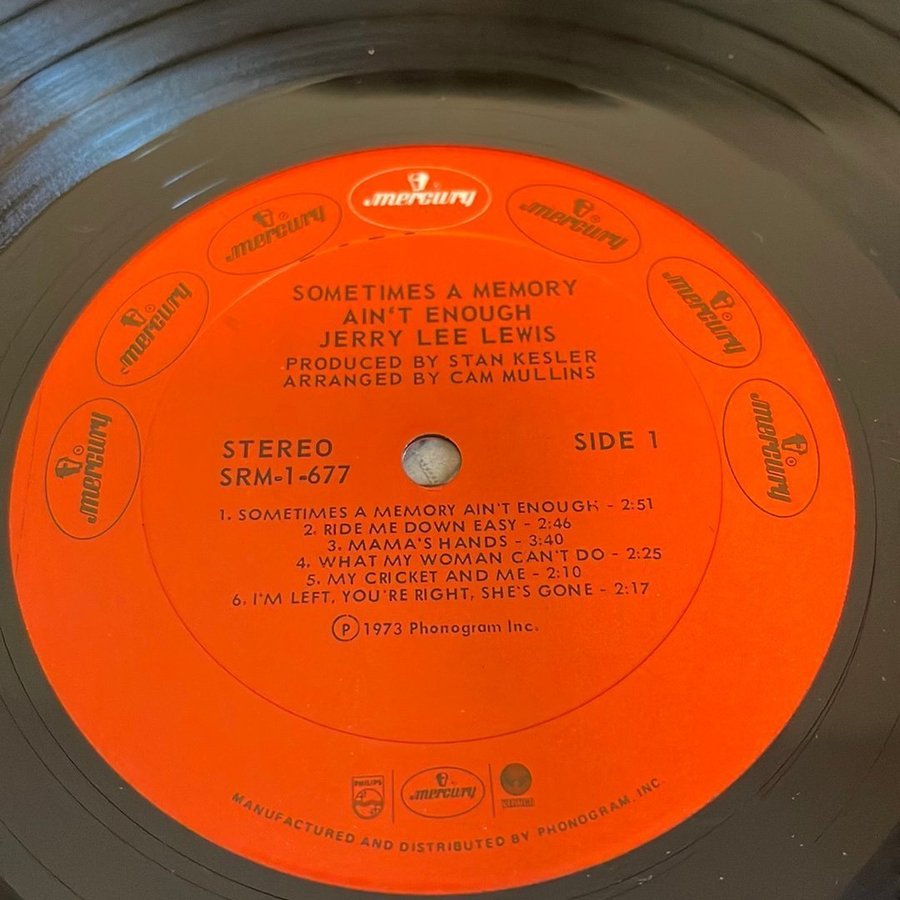 mercury
mercury
mercury
mercury
mercury
mercury
mercury
SOMETIMES A MEMORY
AIN'T ENOUGH
JERRY LEE LEWIS
PRODUCED BY STAN KESLER
ARRANGED BY CAM MULLINS
STEREO
SRM-1-677
SIDE 1
1. SOMETIMES A MEMORY AIN'T ENOUGH - 2:51
2. RIDE ME DOWN EASY - 2:46
3. MAMA'S HANDS - 3:40
4. WHAT MY WOMAN CAN'T DO - 2:25
5. MY CRICKET AND ME - 2:10
6. I'M LEFT, YOU'RE RIGHT, SHE'S GONE - 2:17
Ⓟ 1973 Phonogram Inc.
PHILIPS
mercury
VERTIGO
MANUFACTURED AND DISTRIBUTED BY PHONOGRAM, INC.